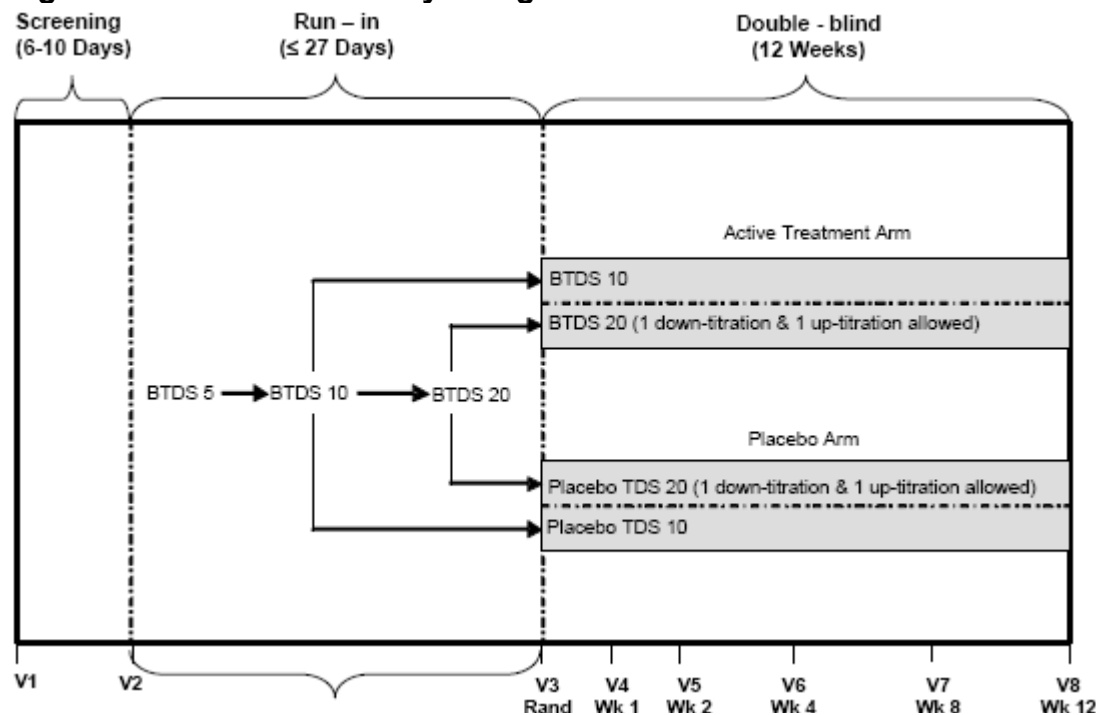 Screening
(6-10 Days)
Run – in
(≤ 27 Days)
Double - blind
(12 Weeks)
Active Treatment Arm
BTDS 10
BTDS 20 (1 down-titration & 1 up-titration allowed)
BTDS 5
BTDS 10
BTDS 20
Placebo Arm
Placebo TDS 20 (1 down-titration & 1 up-titration allowed)
Placebo TDS 10
V1
V2
V3
Rand
V4
Wk 1
V5
Wk 2
V6
Wk 4
V7
Wk 8
V8
Wk 12